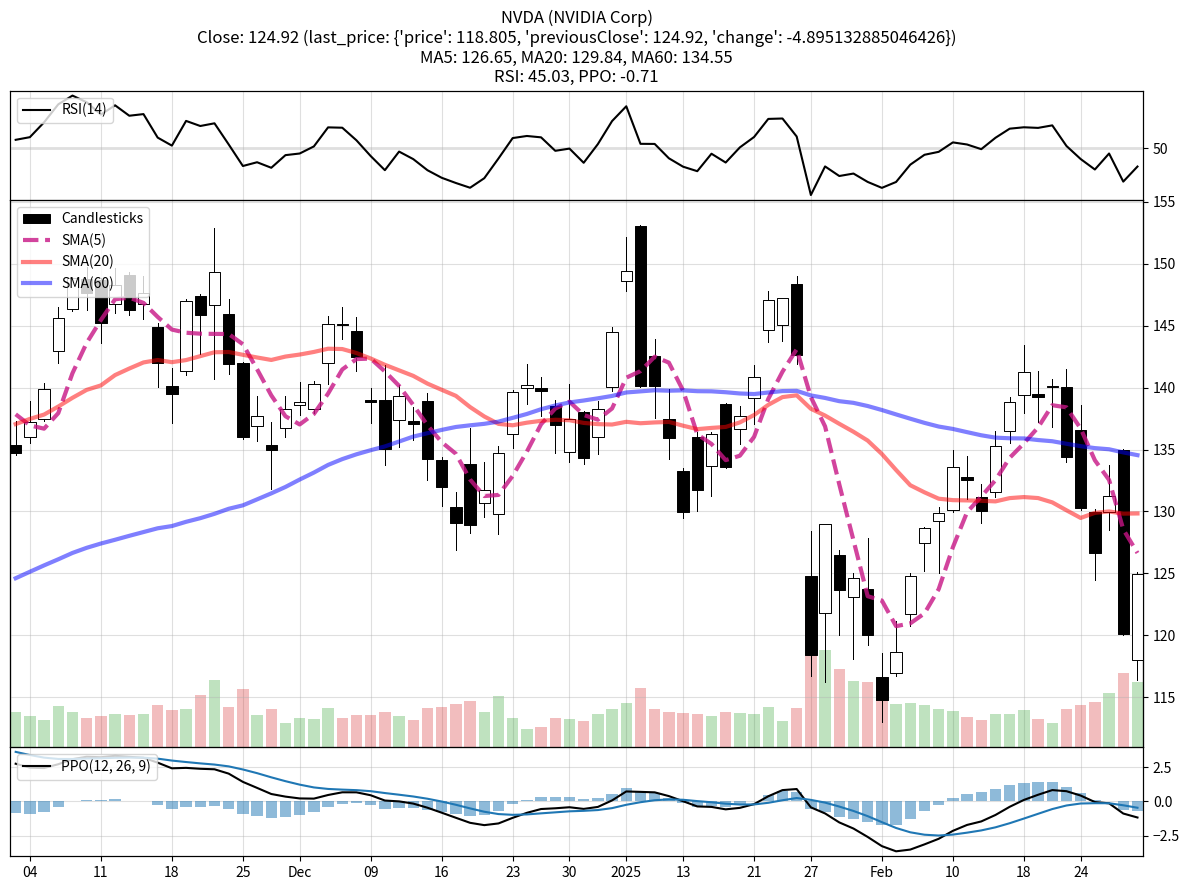 NVDA (NVIDIA Corp)
Close: 124.92 (last_price: {'price': 118.805, 'previousClose': 124.92, 'change': -4.895132885046426})
MA5: 126.65, MA20: 129.84, MA60: 134.55
RSI: 45.03, PPO: -0.71
RSI(14)
50
155
Candlesticks
SMA(5)
SMA(20)
SMA(60)
150
145
140
135
130
125
120
115
PPO(12, 26, 9)
2.5
0.0
−2.5
04 11 18 25 Dec 09 16 23 30 2025 13 21 27 Feb 10 18 24